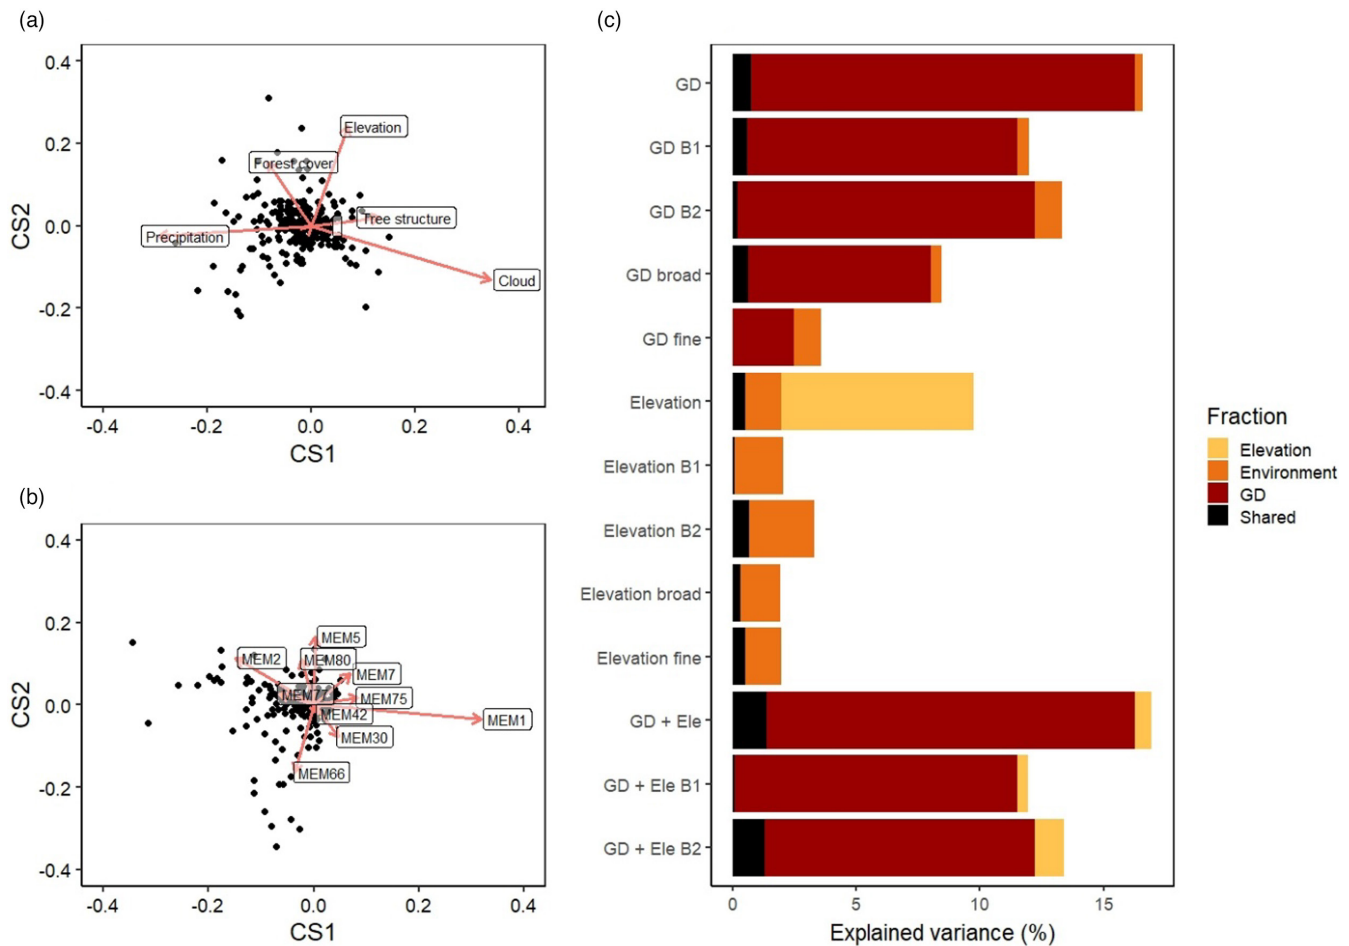 (a)
CS2
0.4
0.2
0.0
-0.2
-0.4
Elevation
Forest cover
Tree structure
Precipitation
Cloud
-0.4 -0.2 0.0 0.2 0.4
CS1
(b)
CS2
0.4
0.2
0.0
-0.2
-0.4
MEM5
MEM2
MEM80
MEM7
MEM77
MEM75
MEM42
MEM1
MEM30
MEM66
-0.4 -0.2 0.0 0.2 0.4
CS1
(c)
GD
GD B1
GD B2
GD broad
GD fine
Elevation
Elevation B1
Elevation B2
Elevation broad
Elevation fine
GD + Ele
GD + Ele B1
GD + Ele B2
0 5 10 15
Explained variance (%)
Fraction
Elevation
Environment
GD
Shared